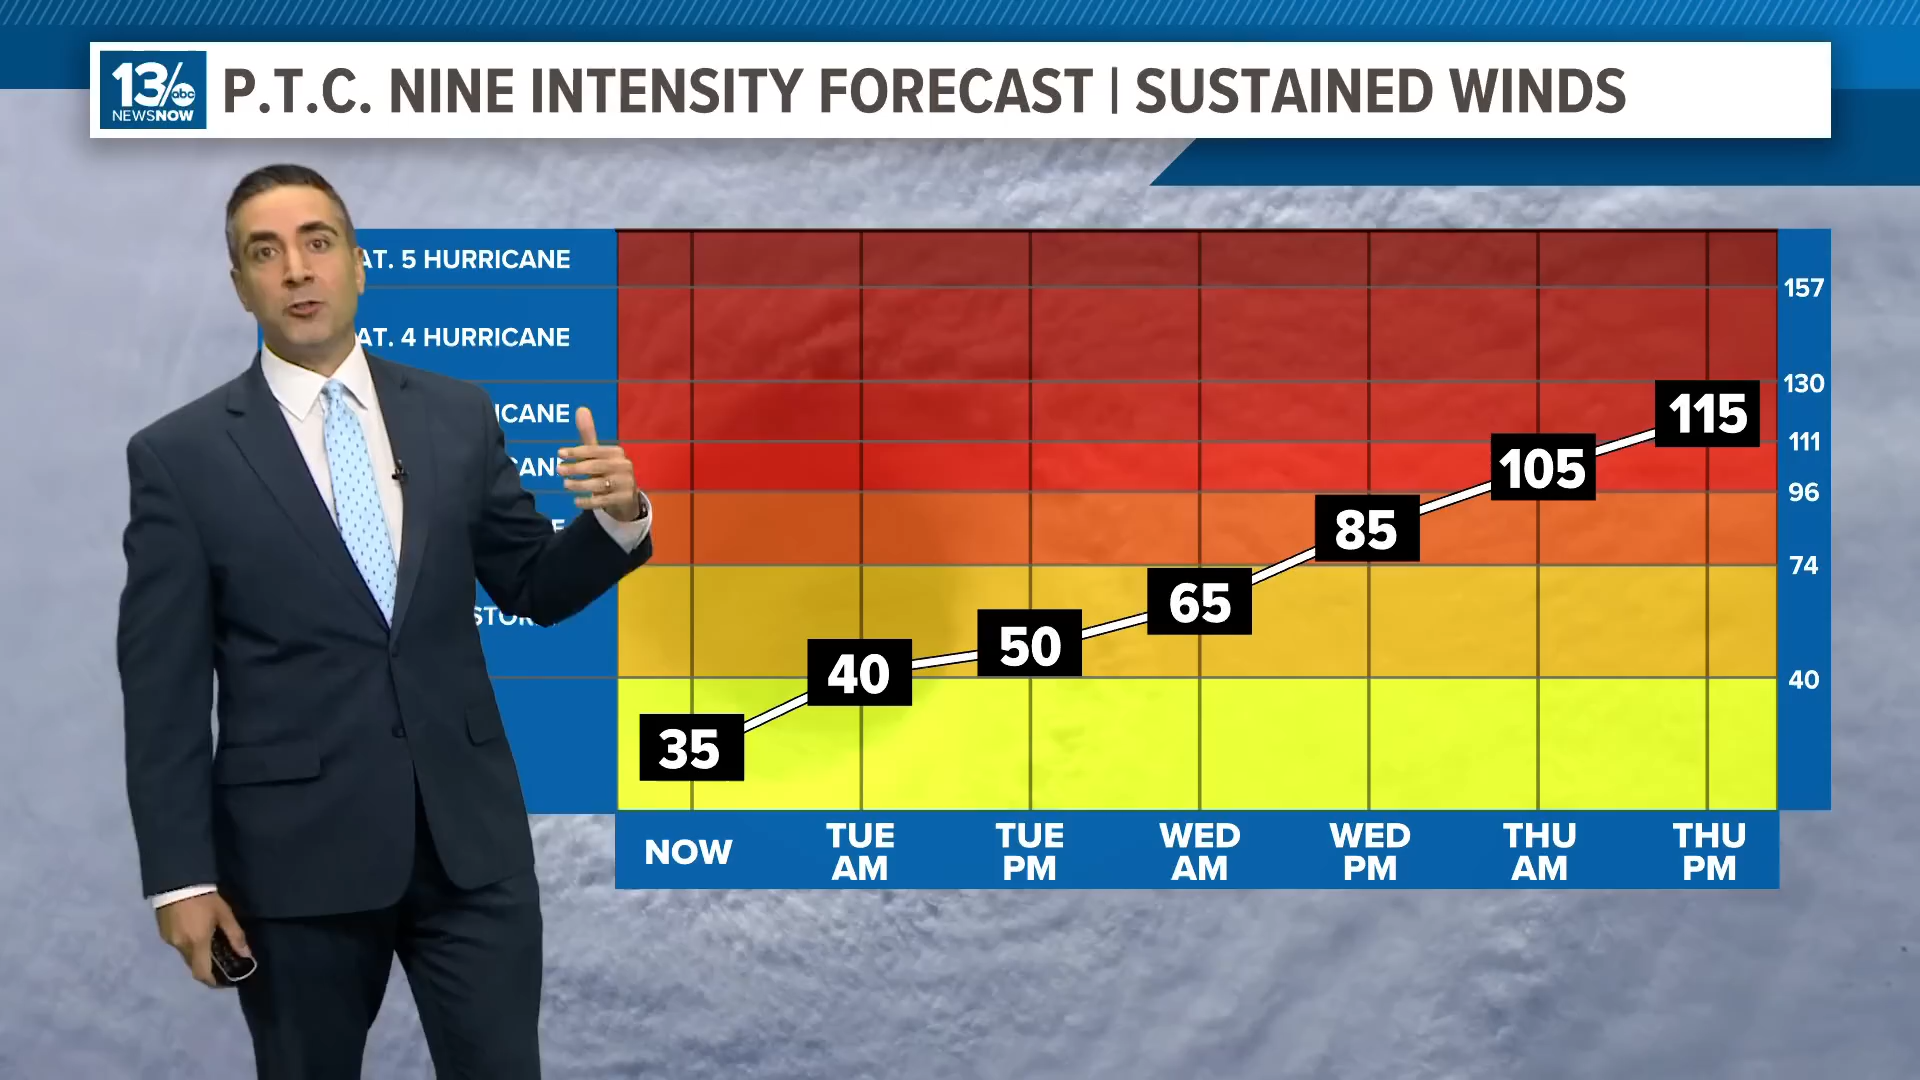 13 abc
NEWSNOW
P.T.C. NINE INTENSITY FORECAST | SUSTAINED WINDS
AT. 5 HURRICANE
157
AT. 4 HURRICANE
130
115
111
105
96
85
74
65
50
40
40
35
NOW
TUE AM
TUE PM
WED AM
WED PM
THU AM
THU PM